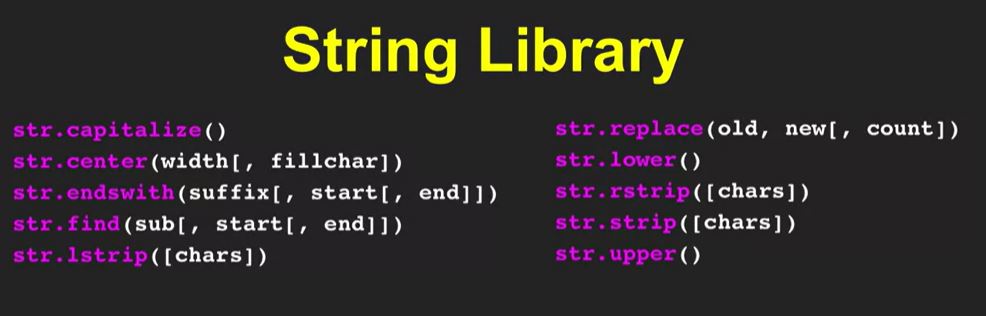 String Library
str.capitalize()
str.center(width[, fillchar])
str.endswith(suffix[, start[, end]])
str.find(sub[, start[, end]])
str.lstrip([chars])
str.replace(old, new[, count])
str.lower()
str.rstrip([chars])
str.strip([chars])
str.upper()